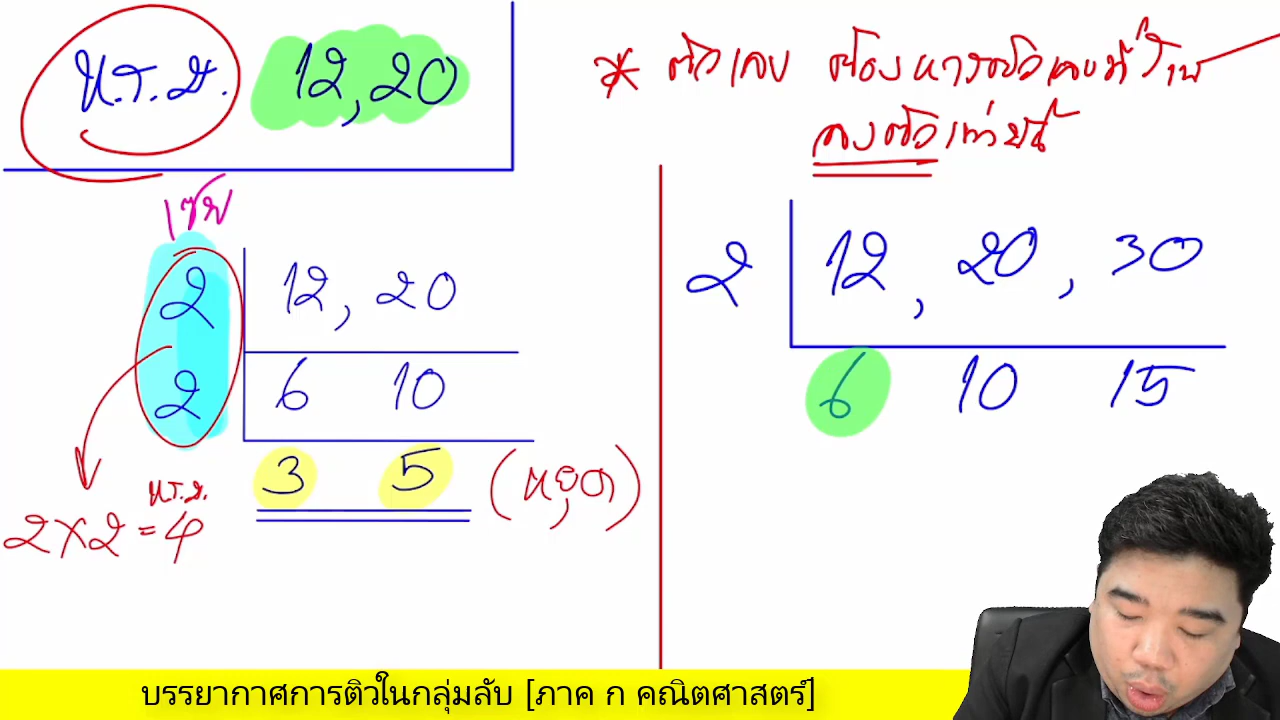 ห.ร.ม. 12, 20
* ตัวเลข ต้องหารตัวเลขที่ให้
ลงตัวเท่านั้น
เซ็ต
2 12, 20
2 6 10
3 5 (หยุด)
ห.ร.ม.
2×2=4
2 12, 20, 30
6 10 15
บรรยากาศการติวในกลุ่มลับ [ภาค ก คณิตศาสตร์]